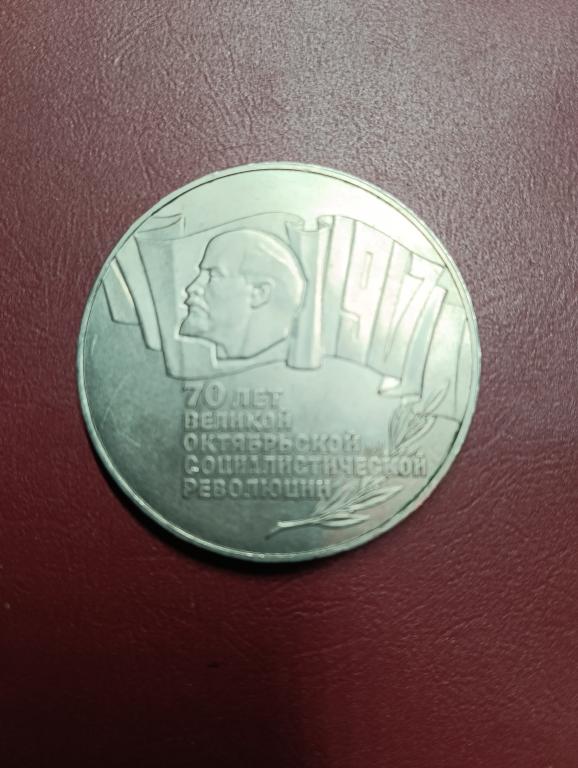 1917
70 ЛЕТ
ВЕЛИКОЙ
ОКТЯБРЬСКОЙ
СОЦИАЛИСТИЧЕСКОЙ
РЕВОЛЮЦИИ